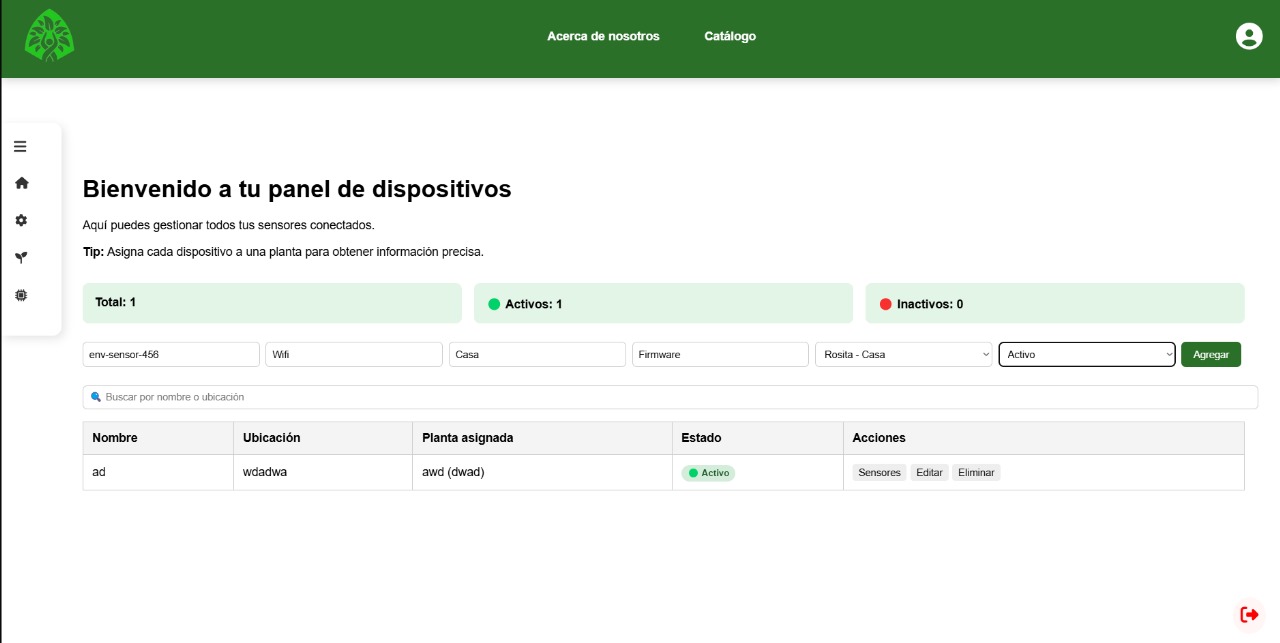 Acerca de nosotros Catálogo
Bienvenido a tu panel de dispositivos
Aquí puedes gestionar todos tus sensores conectados.
Tip: Asigna cada dispositivo a una planta para obtener información precisa.
Total: 1 Activos: 1 Inactivos: 0
env-sensor-456 Wifi Casa Firmware Rosita - Casa Activo Agregar
Buscar por nombre o ubicación
Nombre Ubicación Planta asignada Estado Acciones
ad wdadwa awd (dwad) Activo Sensores Editar Eliminar